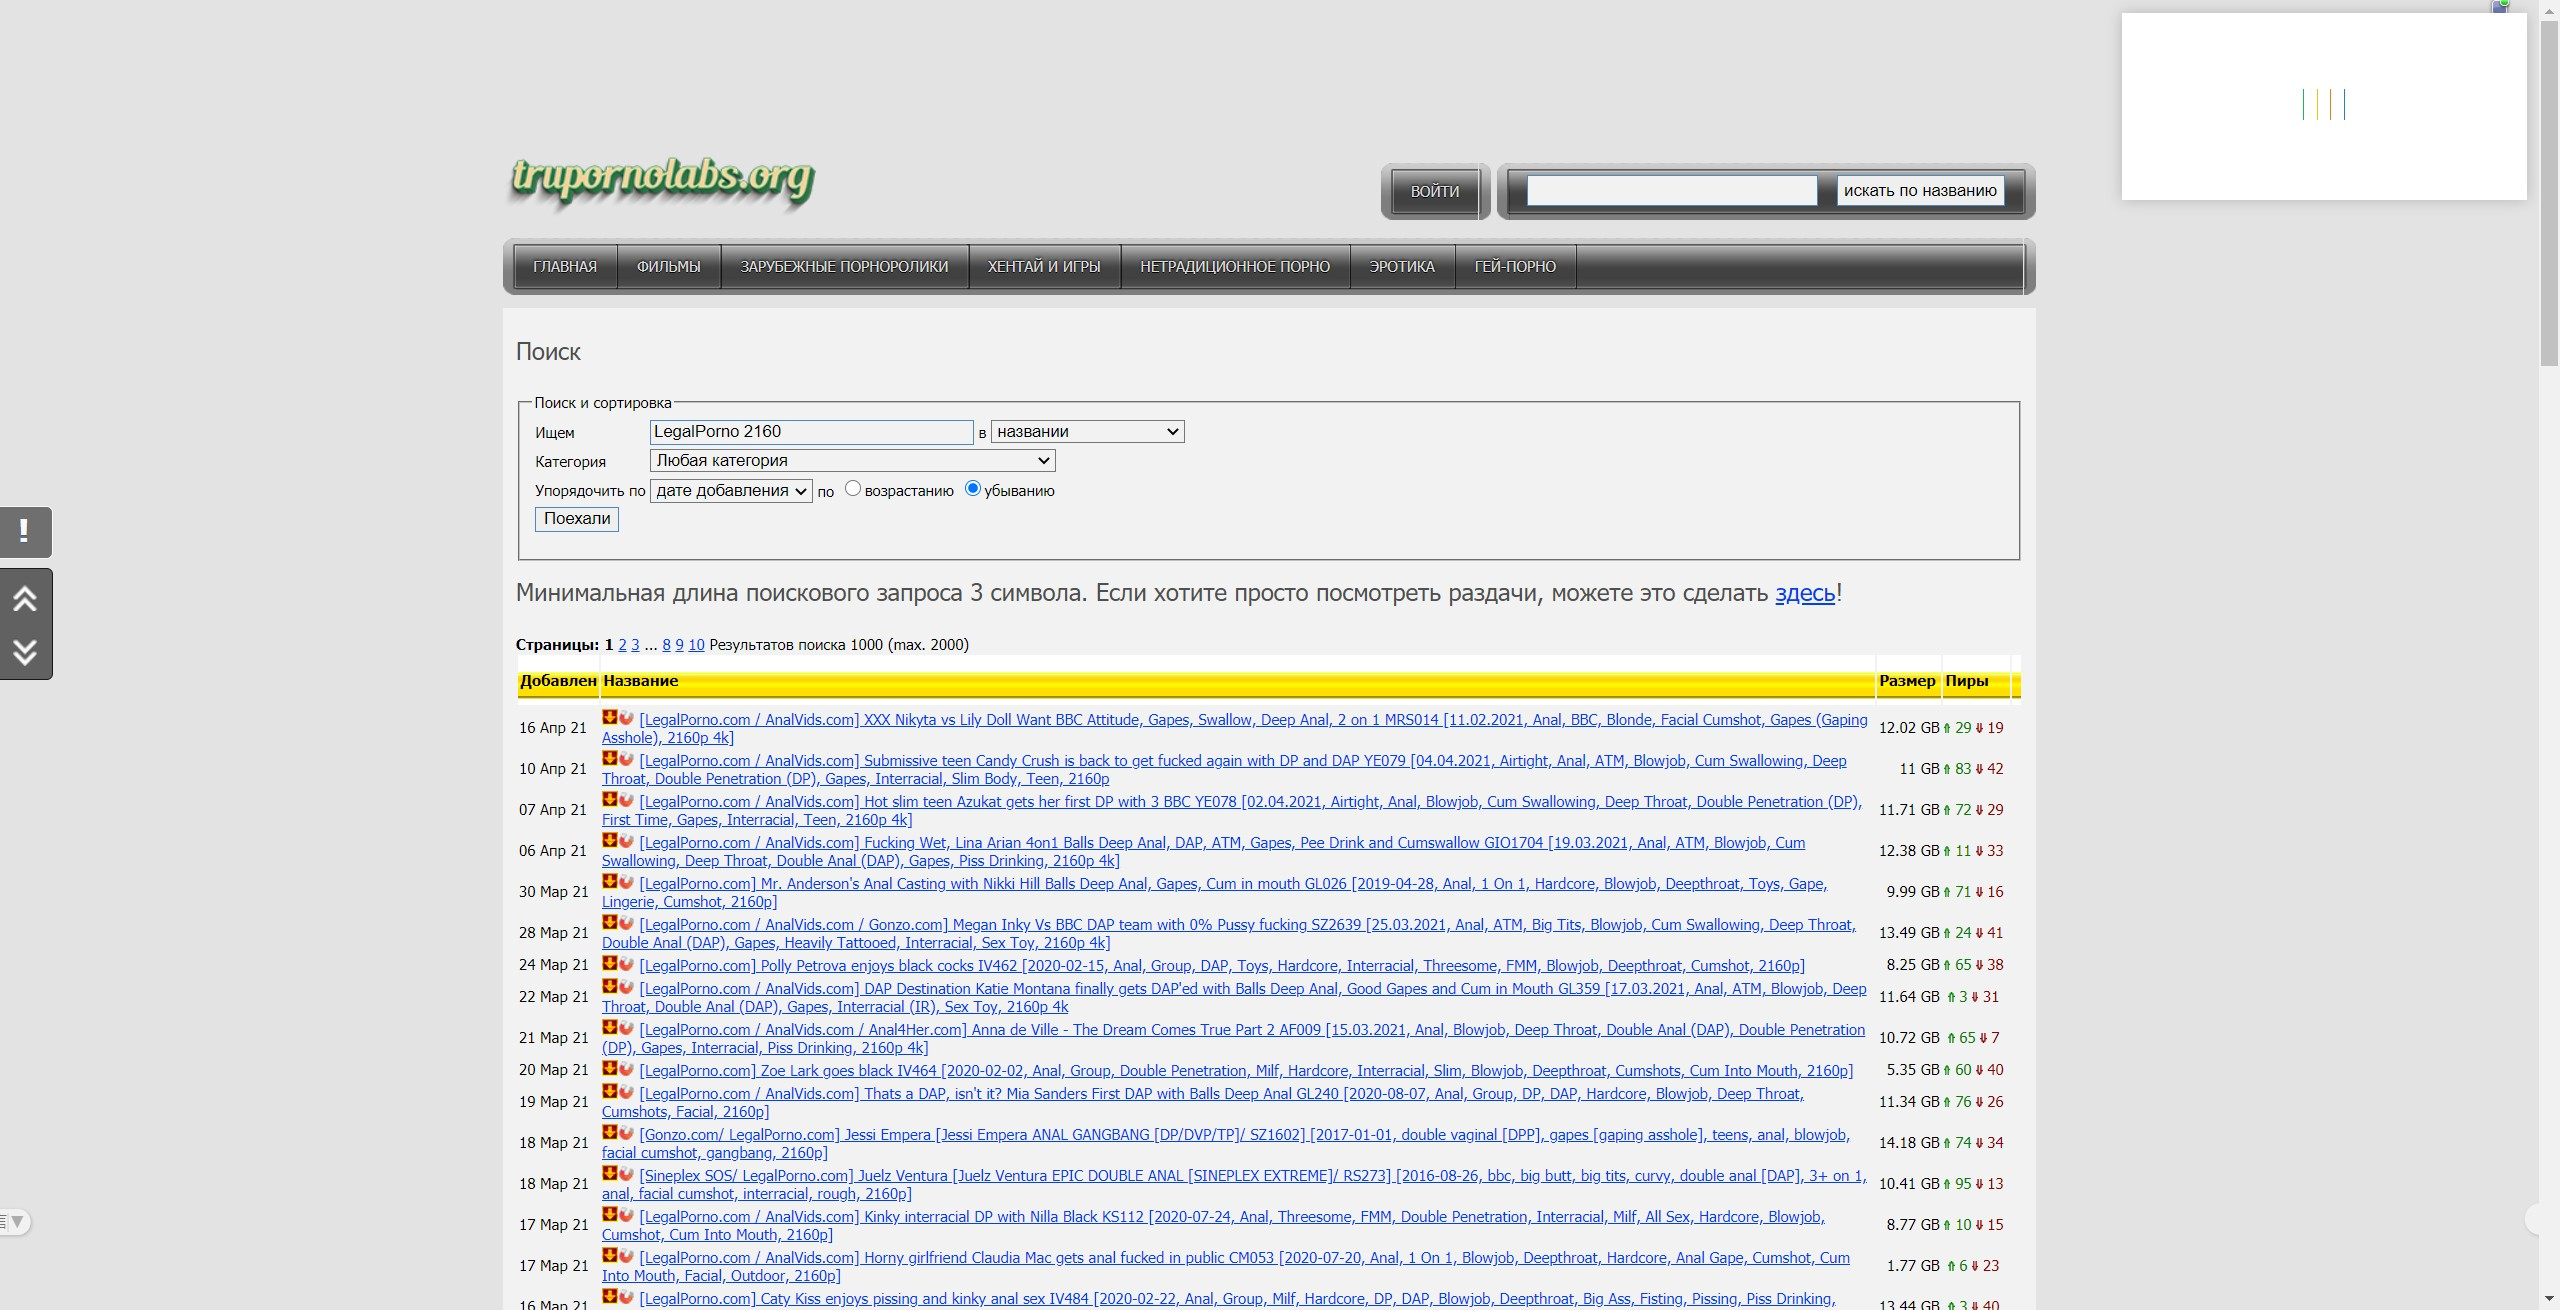 trupornolabs.org
ВОЙТИ
искать по названию
ГЛАВНАЯ ФИЛЬМЫ ЗАРУБЕЖНЫЕ ПОРНОРОЛИКИ ХЕНТАЙ И ИГРЫ НЕТРАДИЦИОННОЕ ПОРНО ЭРОТИКА ГЕЙ-ПОРНО
Поиск
Поиск и сортировка
Ищем LegalPorno 2160 в названии
Категория Любая категория
Упорядочить по дате добавления по возрастанию убыванию
Поехали
!
Минимальная длина поискового запроса 3 символа. Если хотите просто посмотреть раздачи, можете это сделать здесь!
Страницы: 1 2 3 ... 8 9 10 Результатов поиска 1000 (max. 2000)
Добавлен Название Размер Пиры
16 Апр 21 [LegalPorno.com / AnalVids.com] XXX Nikyta vs Lily Doll Want BBC Attitude, Gapes, Swallow, Deep Anal, 2 on 1 MRS014 [11.02.2021, Anal, BBC, Blonde, Facial Cumshot, Gapes (Gaping
Asshole), 2160p 4k] 12.02 GB 29 19
10 Апр 21 [LegalPorno.com / AnalVids.com] Submissive teen Candy Crush is back to get fucked again with DP and DAP YE079 [04.04.2021, Airtight, Anal, ATM, Blowjob, Cum Swallowing, Deep
Throat, Double Penetration (DP), Gapes, Interracial, Slim Body, Teen, 2160p 11 GB 83 42
07 Апр 21 [LegalPorno.com / AnalVids.com] Hot slim teen Azukat gets her first DP with 3 BBC YE078 [02.04.2021, Airtight, Anal, Blowjob, Cum Swallowing, Deep Throat, Double Penetration (DP),
First Time, Gapes, Interracial, Teen, 2160p 4k] 11.71 GB 72 29
06 Апр 21 [LegalPorno.com / AnalVids.com] Fucking Wet, Lina Arian 4on1 Balls Deep Anal, DAP, ATM, Gapes, Pee Drink and Cumswallow GIO1704 [19.03.2021, Anal, ATM, Blowjob, Cum
Swallowing, Deep Throat, Double Anal (DAP), Gapes, Piss Drinking, 2160p 4k] 12.38 GB 11 33
30 Мар 21 [LegalPorno.com] Mr. Anderson's Anal Casting with Nikki Hill Balls Deep Anal, Gapes, Cum in mouth GL026 [2019-04-28, Anal, 1 On 1, Hardcore, Blowjob, Deepthroat, Toys, Gape,
Lingerie, Cumshot, 2160p] 9.99 GB 71 16
28 Мар 21 [LegalPorno.com / AnalVids.com / Gonzo.com] Megan Inky Vs BBC DAP team with 0% Pussy fucking SZ2639 [25.03.2021, Anal, ATM, Big Tits, Blowjob, Cum Swallowing, Deep Throat,
Double Anal (DAP), Gapes, Heavily Tattooed, Interracial, Sex Toy, 2160p 4k] 13.49 GB 24 41
24 Мар 21 [LegalPorno.com] Polly Petrova enjoys black cocks IV462 [2020-02-15, Anal, Group, DAP, Toys, Hardcore, Interracial, Threesome, FMM, Blowjob, Deepthroat, Cumshot, 2160p] 8.25 GB 65 38
22 Мар 21 [LegalPorno.com / AnalVids.com] DAP Destination Katie Montana finally gets DAP'ed with Balls Deep Anal, Good Gapes and Cum in Mouth GL359 [17.03.2021, Anal, ATM, Blowjob, Deep
Throat, Double Anal (DAP), Gapes, Interracial (IR), Sex Toy, 2160p 4k 11.64 GB 3 31
21 Мар 21 [LegalPorno.com / AnalVids.com / Anal4Her.com] Anna de Ville - The Dream Comes True Part 2 AF009 [15.03.2021, Anal, Blowjob, Deep Throat, Double Anal (DAP), Double Penetration
(DP), Gapes, Interracial, Piss Drinking, 2160p 4k] 10.72 GB 65 7
20 Мар 21 [LegalPorno.com] Zoe Lark goes black IV464 [2020-02-02, Anal, Group, Double Penetration, Milf, Hardcore, Interracial, Slim, Blowjob, Deepthroat, Cumshots, Cum Into Mouth, 2160p] 5.35 GB 60 40
19 Мар 21 [LegalPorno.com / AnalVids.com] Thats a DAP, isn't it? Mia Sanders First DAP with Balls Deep Anal GL240 [2020-08-07, Anal, Group, DP, DAP, Hardcore, Blowjob, Deep Throat,
Cumshots, Facial, 2160p] 11.34 GB 76 26
18 Мар 21 [Gonzo.com/ LegalPorno.com] Jessi Empera [Jessi Empera ANAL GANGBANG [DP/DVP/TP]/ SZ1602] [2017-01-01, double vaginal [DPP], gapes [gaping asshole], teens, anal, blowjob,
facial cumshot, gangbang, 2160p] 14.18 GB 74 34
18 Мар 21 [Sineplex SOS/ LegalPorno.com] Juelz Ventura [Juelz Ventura EPIC DOUBLE ANAL [SINEPLEX EXTREME]/ RS273] [2016-08-26, bbc, big butt, big tits, curvy, double anal [DAP], 3+ on 1,
anal, facial cumshot, interracial, rough, 2160p] 10.41 GB 95 13
17 Мар 21 [LegalPorno.com / AnalVids.com] Kinky interracial DP with Nilla Black KS112 [2020-07-24, Anal, Threesome, FMM, Double Penetration, Interracial, Milf, All Sex, Hardcore, Blowjob,
Cumshot, Cum Into Mouth, 2160p] 8.77 GB 10 15
17 Мар 21 [LegalPorno.com / AnalVids.com] Horny girlfriend Claudia Mac gets anal fucked in public CM053 [2020-07-20, Anal, 1 On 1, Blowjob, Deepthroat, Hardcore, Anal Gape, Cumshot, Cum
Into Mouth, Facial, Outdoor, 2160p] 1.77 GB 6 23
16 Мар 21 [LegalPorno.com] Caty Kiss enjoys pissing and kinky anal sex IV484 [2020-02-22, Anal, Group, Milf, Hardcore, DP, DAP, Blowjob, Deepthroat, Big Ass, Fisting, Pissing, Piss Drinking, 13.44 GB 3 40